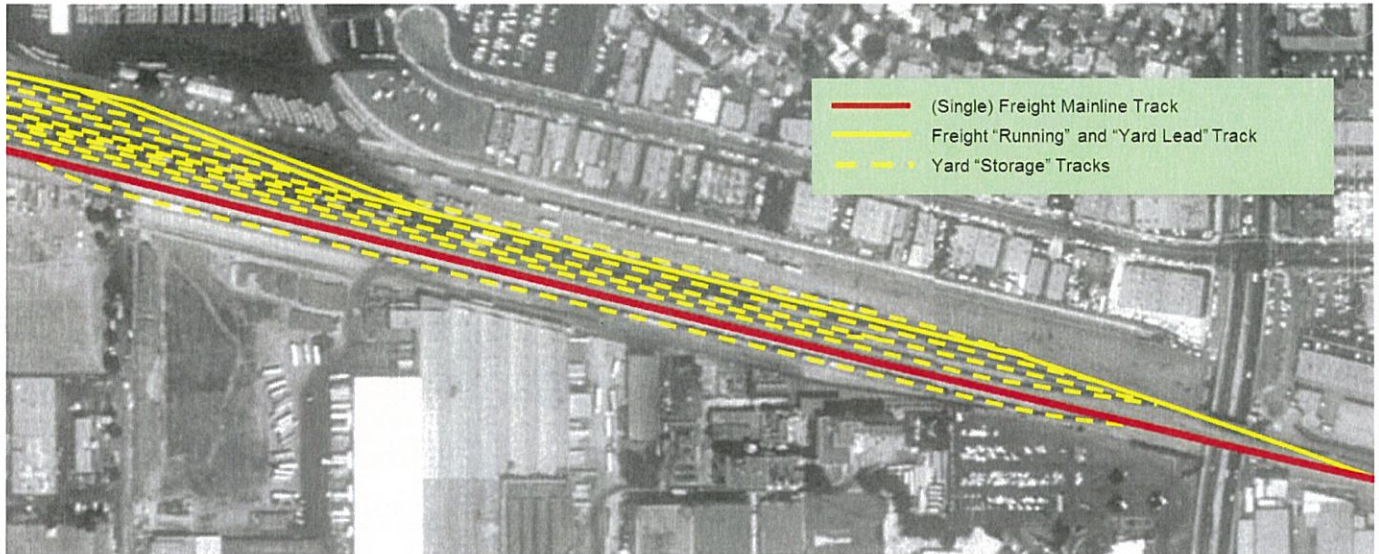 (Single) Freight Mainline Track
Freight “Running” and “Yard Lead” Track
Yard “Storage” Tracks